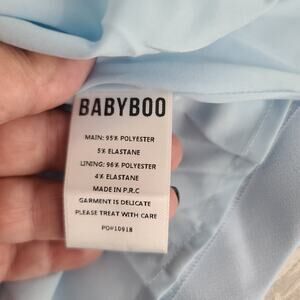 BABYBOO
MAIN: 95% POLYESTER
5% ELASTANE
LINING: 96% POLYESTER
4% ELASTANE
MADE IN P.R.C
GARMENT IS DELICATE
PLEASE TREAT WITH CARE
PO#10918